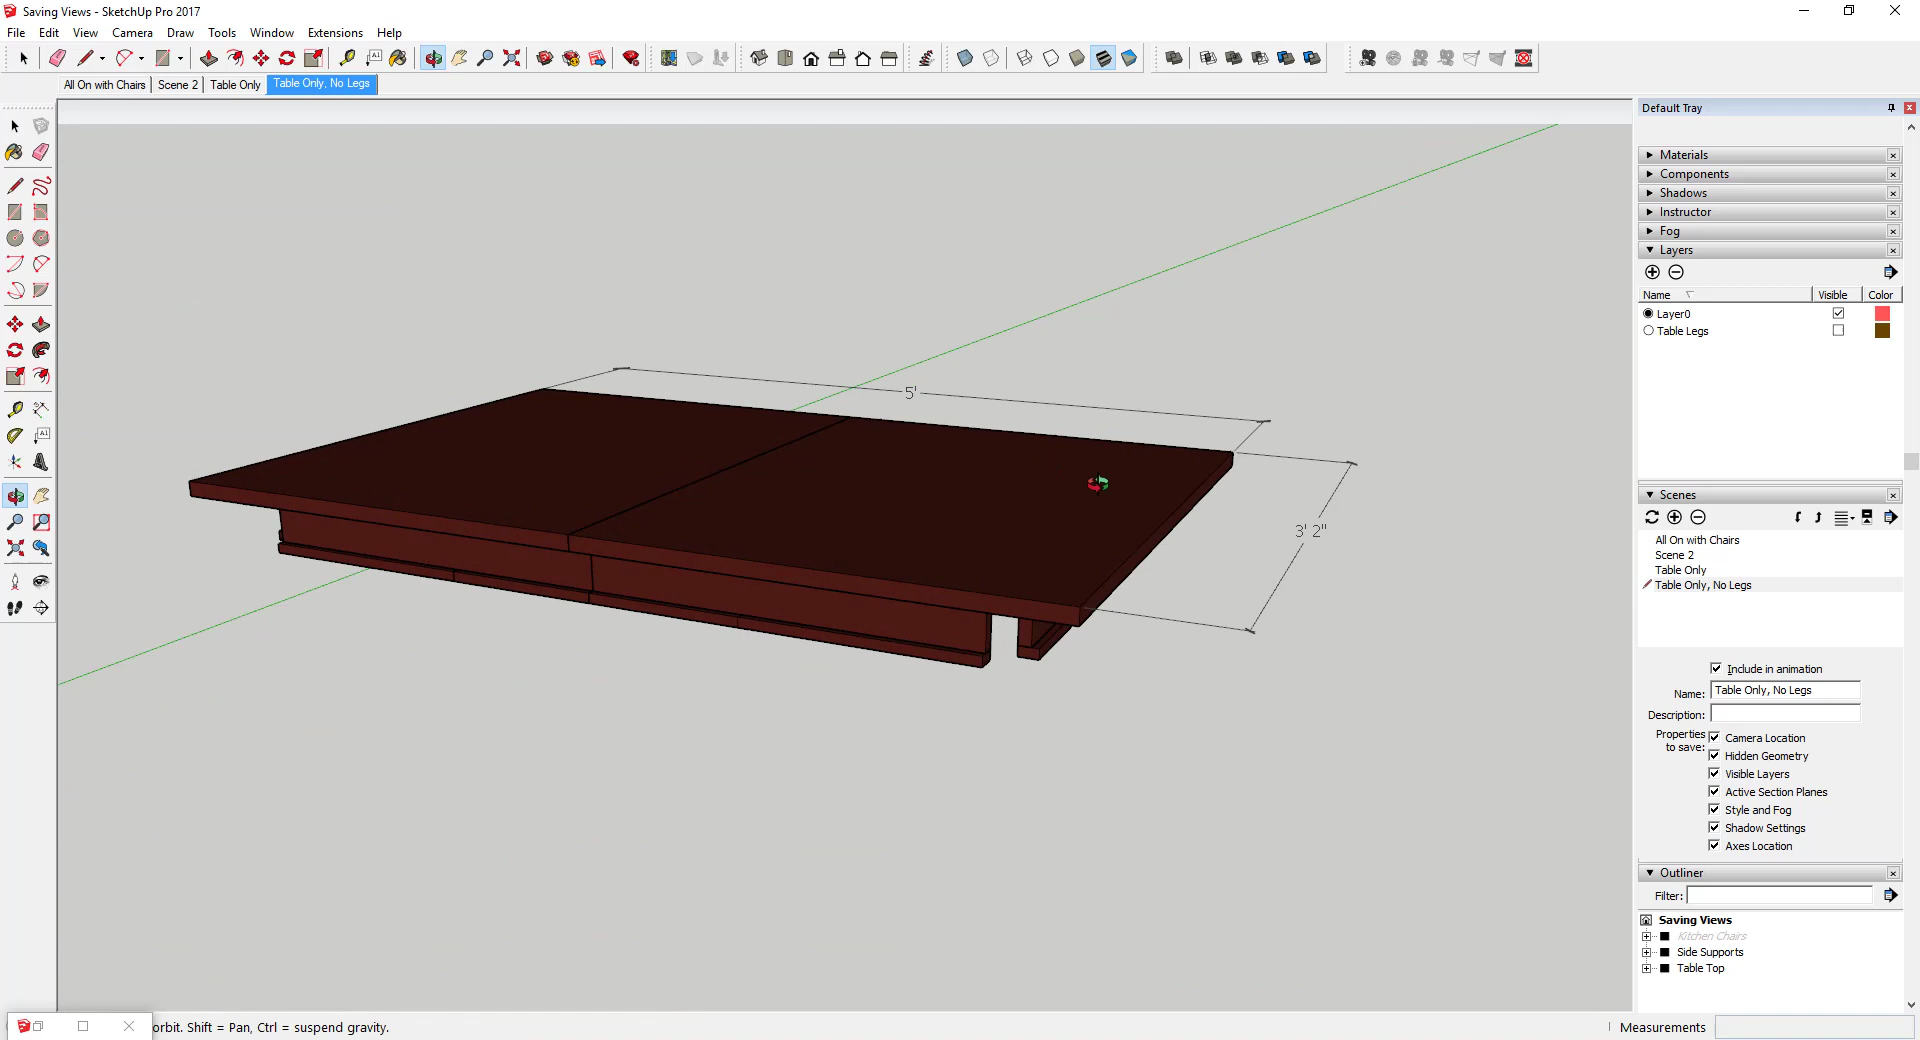 Saving Views - SketchUp Pro 2017
File Edit View Camera Draw Tools Window Extensions Help
All On with Chairs Scene 2 Table Only Table Only, No Legs
Default Tray
Materials
Components
Shadows
Instructor
Fog
Layers
Name Visible Color
Layer0
Table Legs
5'
3' 2"
Scenes
All On with Chairs
Scene 2
Table Only
Table Only, No Legs
Include in animation
Name: Table Only, No Legs
Description:
Properties to save:
Camera Location
Hidden Geometry
Visible Layers
Active Section Planes
Style and Fog
Shadow Settings
Axes Location
Outliner
Filter:
Saving Views
Kitchen Chairs
Side Supports
Table Top
orbit. Shift = Pan, Ctrl = suspend gravity.
Measurements